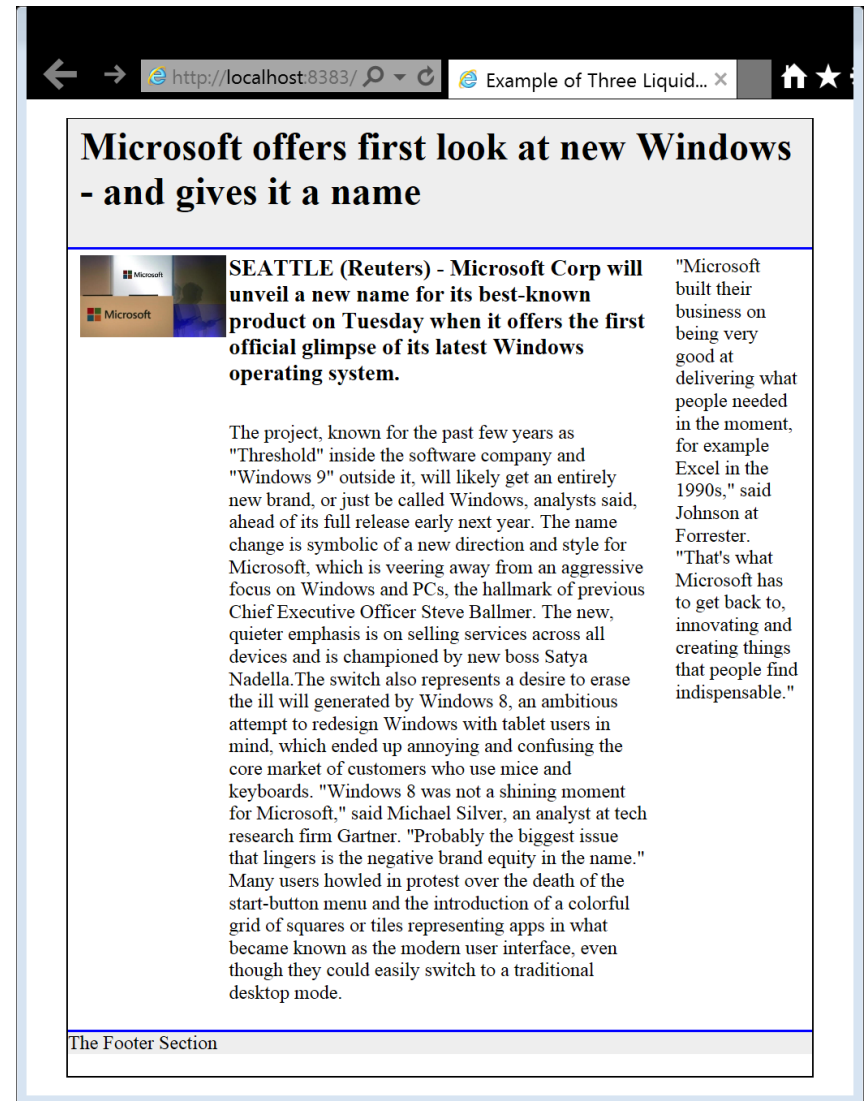 http://localhost:8383/
Example of Three Liquid...
Microsoft offers first look at new Windows
- and gives it a name
Microsoft
Microsoft
SEATTLE (Reuters) - Microsoft Corp will
unveil a new name for its best-known
product on Tuesday when it offers the first
official glimpse of its latest Windows
operating system.
The project, known for the past few years as
"Threshold" inside the software company and
"Windows 9" outside it, will likely get an entirely
new brand, or just be called Windows, analysts said,
ahead of its full release early next year. The name
change is symbolic of a new direction and style for
Microsoft, which is veering away from an aggressive
focus on Windows and PCs, the hallmark of previous
Chief Executive Officer Steve Ballmer. The new,
quieter emphasis is on selling services across all
devices and is championed by new boss Satya
Nadella.The switch also represents a desire to erase
the ill will generated by Windows 8, an ambitious
attempt to redesign Windows with tablet users in
mind, which ended up annoying and confusing the
core market of customers who use mice and
keyboards. "Windows 8 was not a shining moment
for Microsoft," said Michael Silver, an analyst at tech
research firm Gartner. "Probably the biggest issue
that lingers is the negative brand equity in the name."
Many users howled in protest over the death of the
start-button menu and the introduction of a colorful
grid of squares or tiles representing apps in what
became known as the modern user interface, even
though they could easily switch to a traditional
desktop mode.
"Microsoft
built their
business on
being very
good at
delivering what
people needed
in the moment,
for example
Excel in the
1990s," said
Johnson at
Forrester.
"That's what
Microsoft has
to get back to,
innovating and
creating things
that people find
indispensable."
The Footer Section